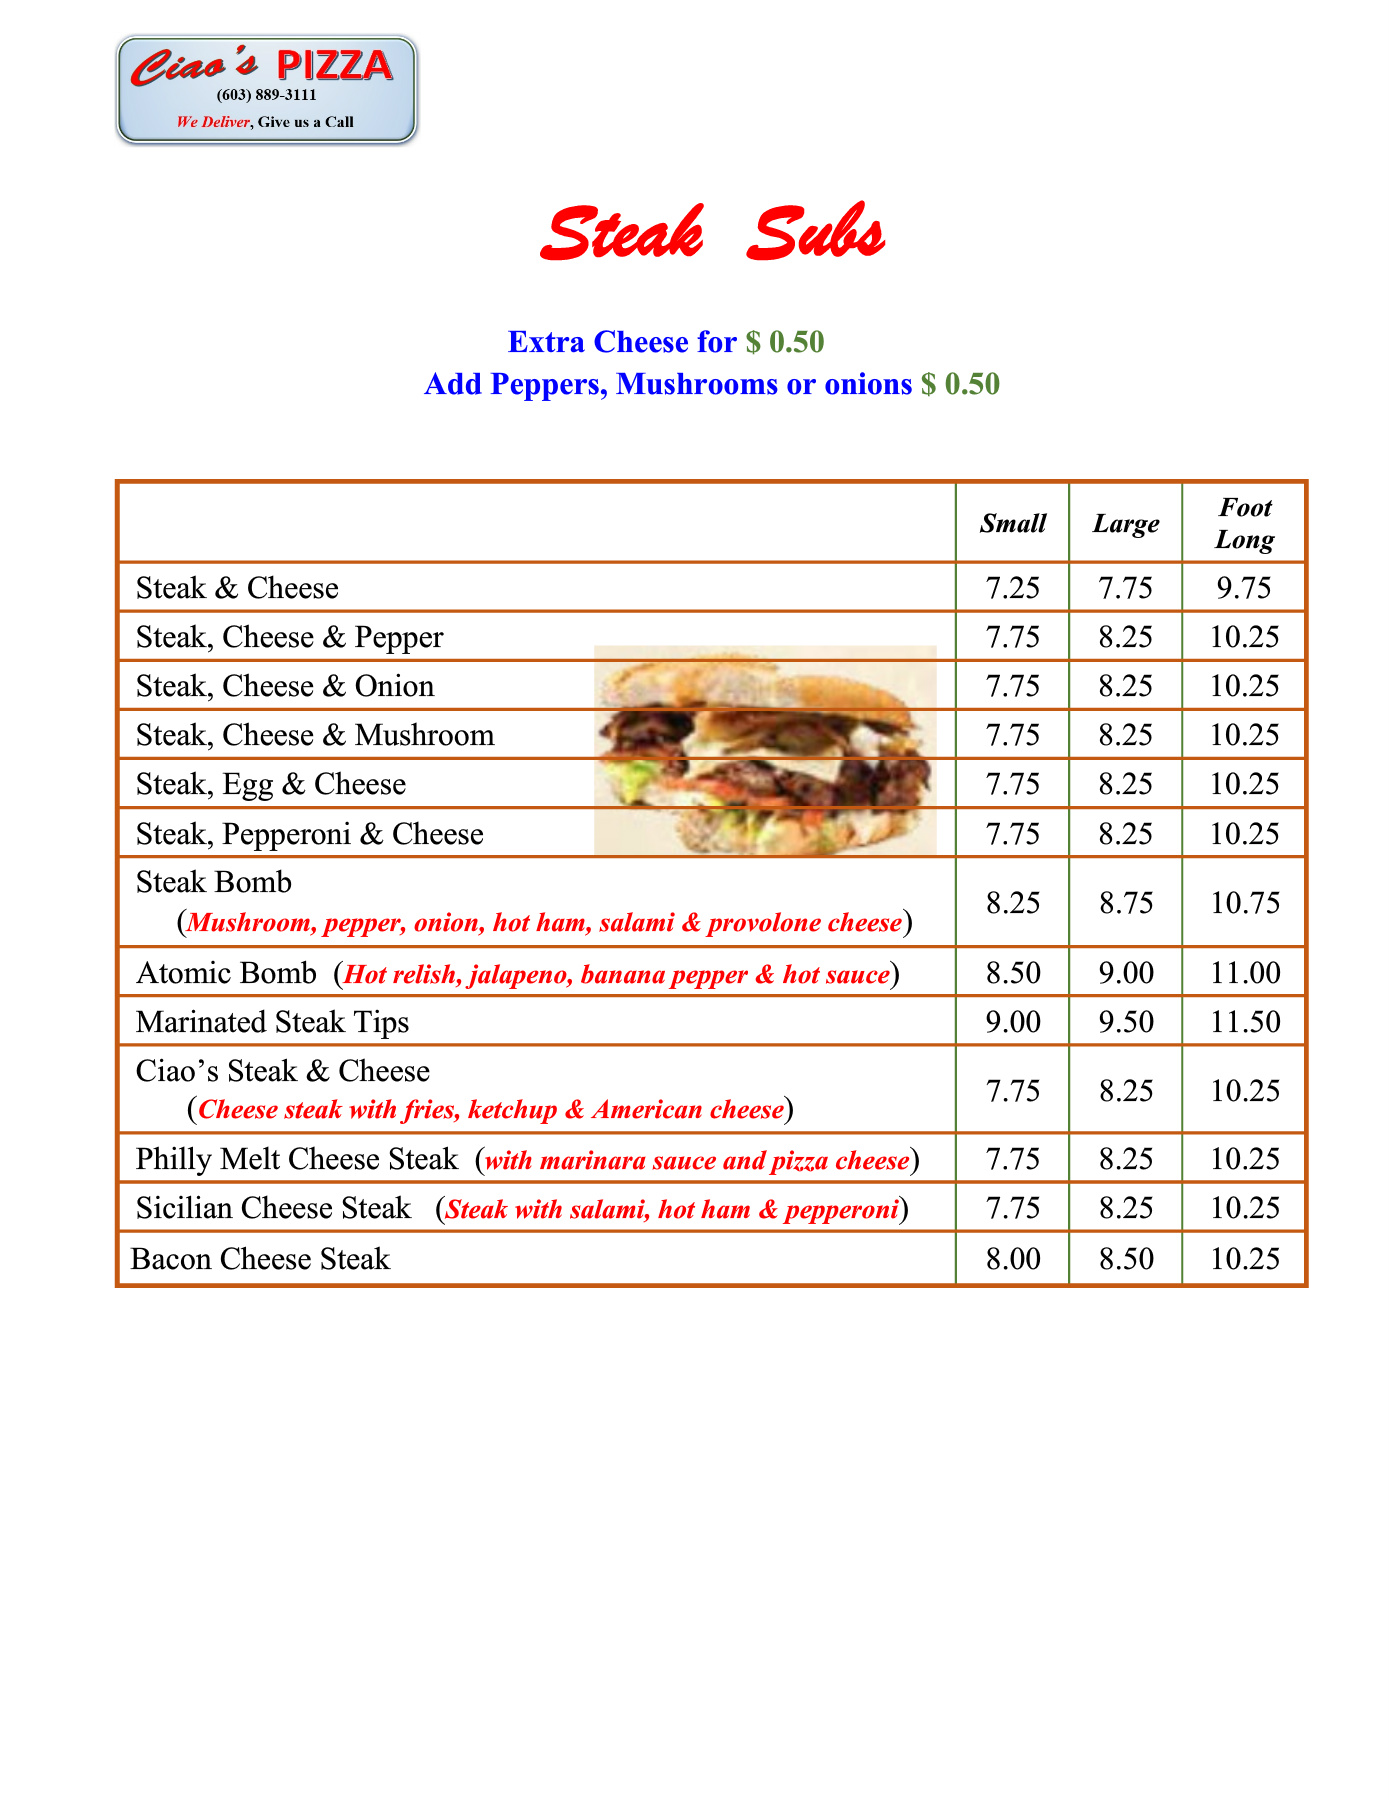 Ciao's PIZZA
(603) 889-3111
We Deliver, Give us a Call
Steak Subs
Extra Cheese for $ 0.50
Add Peppers, Mushrooms or onions $ 0.50
Small Large Foot Long
Steak & Cheese 7.25 7.75 9.75
Steak, Cheese & Pepper 7.75 8.25 10.25
Steak, Cheese & Onion 7.75 8.25 10.25
Steak, Cheese & Mushroom 7.75 8.25 10.25
Steak, Egg & Cheese 7.75 8.25 10.25
Steak, Pepperoni & Cheese 7.75 8.25 10.25
Steak Bomb
(Mushroom, pepper, onion, hot ham, salami & provolone cheese) 8.25 8.75 10.75
Atomic Bomb (Hot relish, jalapeno, banana pepper & hot sauce) 8.50 9.00 11.00
Marinated Steak Tips 9.00 9.50 11.50
Ciao’s Steak & Cheese
(Cheese steak with fries, ketchup & American cheese) 7.75 8.25 10.25
Philly Melt Cheese Steak (with marinara sauce and pizza cheese) 7.75 8.25 10.25
Sicilian Cheese Steak (Steak with salami, hot ham & pepperoni) 7.75 8.25 10.25
Bacon Cheese Steak 8.00 8.50 10.25